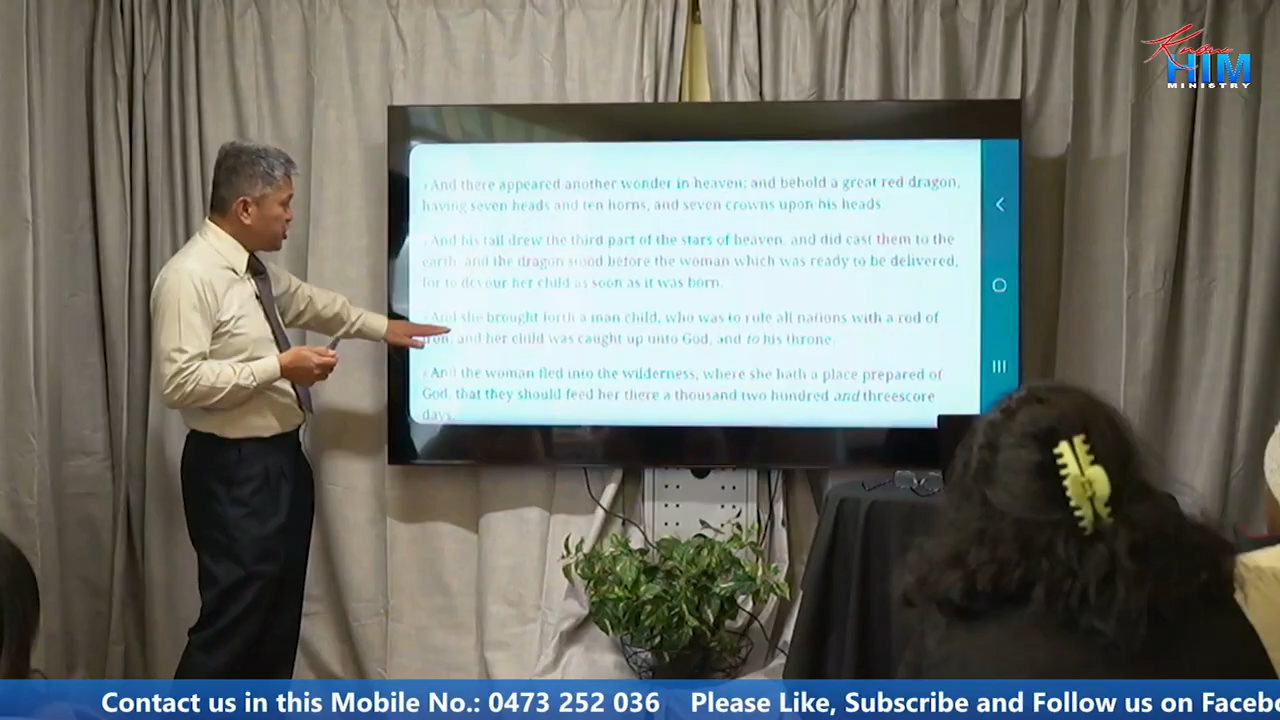 Know
HIM
MINISTRY
And there appeared another wonder in heaven; and behold a great red dragon,
having seven heads and ten horns, and seven crowns upon his heads.
And his tail drew the third part of the stars of heaven, and did cast them to the
earth: and the dragon stood before the woman which was ready to be delivered,
for to devour her child as soon as it was born.
And she brought forth a man child, who was to rule all nations with a rod of
iron: and her child was caught up unto God, and to his throne.
And the woman fled into the wilderness, where she hath a place prepared of
God, that they should feed her there a thousand two hundred and threescore
days.
Contact us in this Mobile No.: 0473 252 036 Please Like, Subscribe and Follow us on Facebo